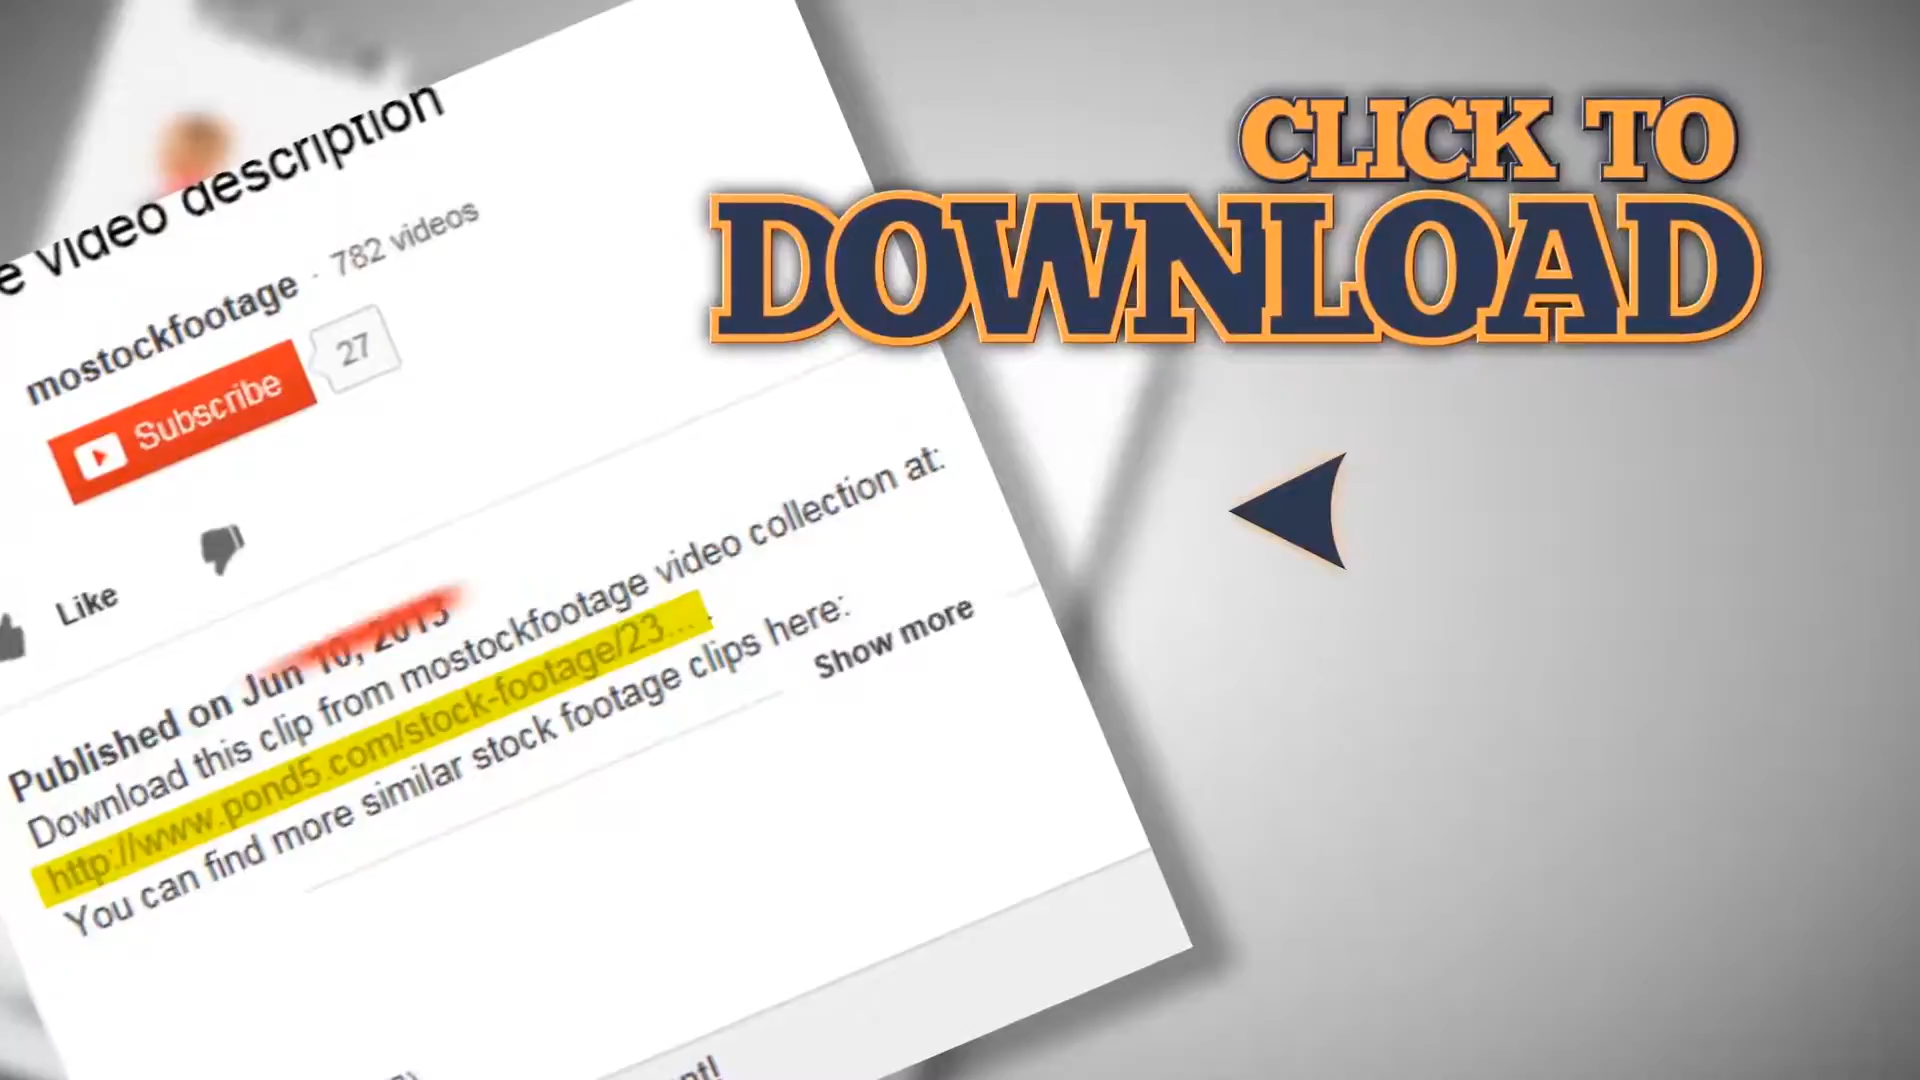 CLICK TO
DOWNLOAD
e video description
mostockfootage · 782 videos
Subscribe 27
Like
Published on Jun 10, 2013
Download this clip from mostockfootage video collection at:
http://www.pond5.com/stock-footage/23... .
You can find more similar stock footage clips here:
Show more